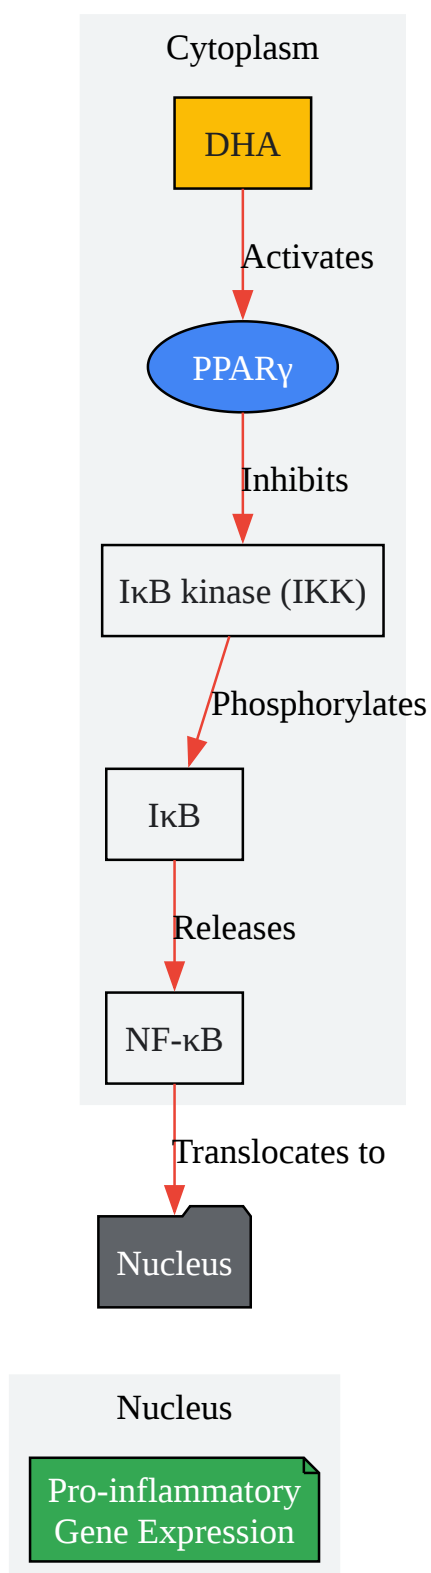 Cytoplasm
DHA
Activates
PPARγ
Inhibits
IκB kinase (IKK)
Phosphorylates
IκB
Releases
NF-κB
Translocates to
Nucleus
Nucleus
Pro-inflammatory
Gene Expression